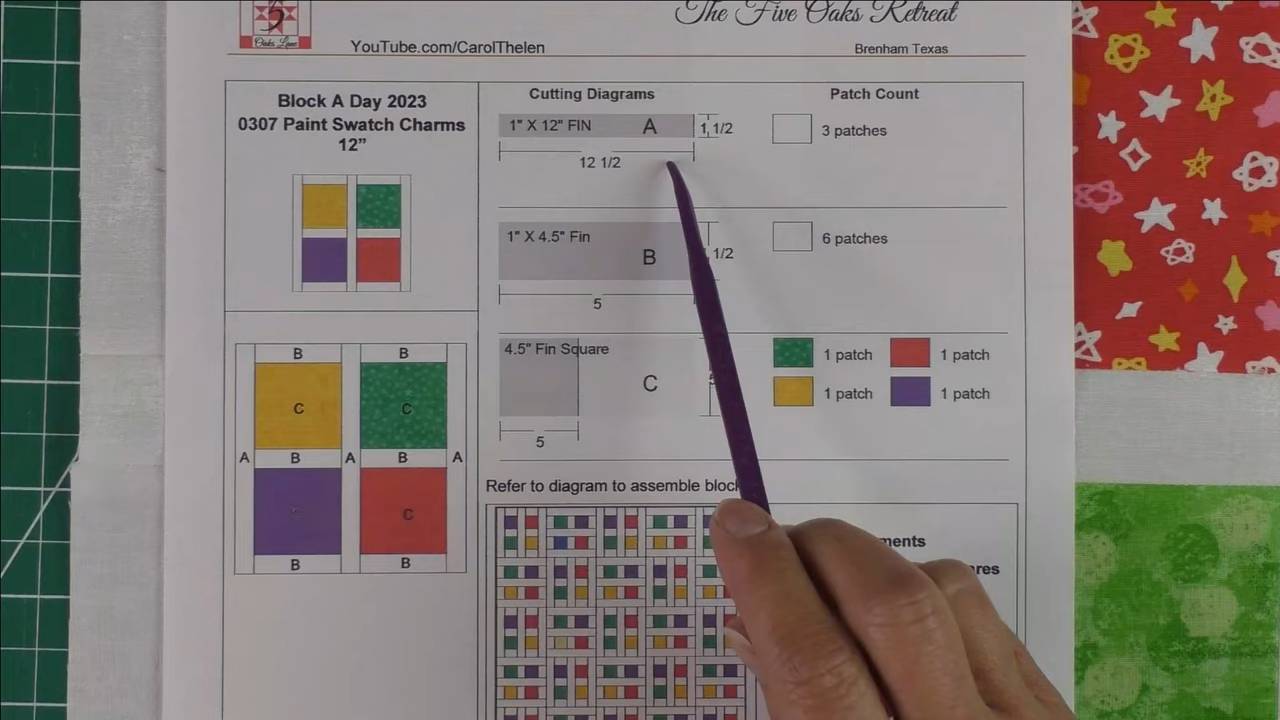 5
Oaks Lane
The Five Oaks Retreat
YouTube.com/CarolThelen
Brenham Texas
Block A Day 2023
0307 Paint Swatch Charms
12”
Cutting Diagrams
Patch Count
1" X 12" FIN
A
1 1/2
3 patches
12 1/2
1" X 4.5" Fin
B
1/2
6 patches
5
4.5" Fin Square
C
1 patch
1 patch
1 patch
1 patch
5
B
B
C
C
A
B
A
B
A
C
C
B
B
Refer to diagram to assemble block